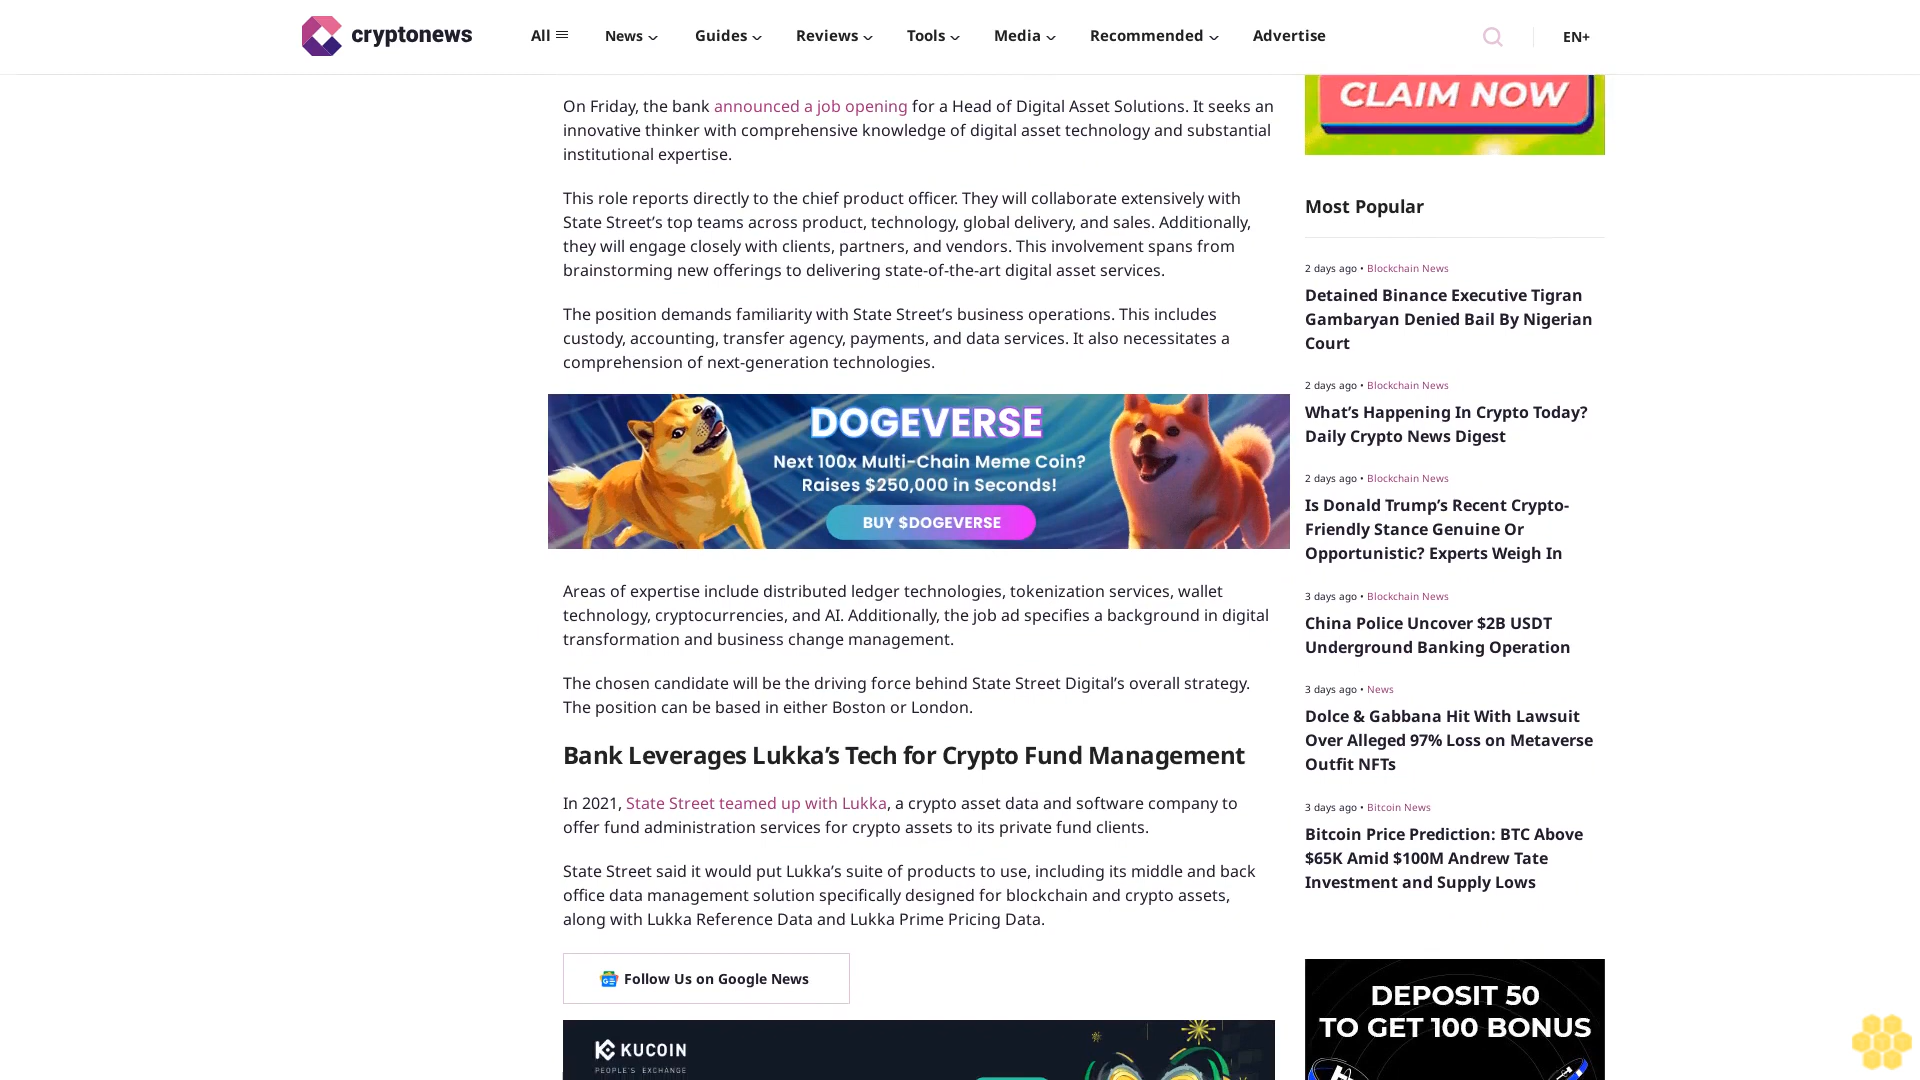 cryptonews
All
News
Guides
Reviews
Tools
Media
Recommended
Advertise
EN+
On Friday, the bank announced a job opening for a Head of Digital Asset Solutions. It seeks an
innovative thinker with comprehensive knowledge of digital asset technology and substantial
institutional expertise.
This role reports directly to the chief product officer. They will collaborate extensively with
State Street’s top teams across product, technology, global delivery, and sales. Additionally,
they will engage closely with clients, partners, and vendors. This involvement spans from
brainstorming new offerings to delivering state-of-the-art digital asset services.
The position demands familiarity with State Street’s business operations. This includes
custody, accounting, transfer agency, payments, and data services. It also necessitates a
comprehension of next-generation technologies.
DOGEVERSE
Next 100x Multi-Chain Meme Coin?
Raises $250,000 in Seconds!
BUY $DOGEVERSE
Areas of expertise include distributed ledger technologies, tokenization services, wallet
technology, cryptocurrencies, and AI. Additionally, the job ad specifies a background in digital
transformation and business change management.
The chosen candidate will be the driving force behind State Street Digital’s overall strategy.
The position can be based in either Boston or London.
Bank Leverages Lukka’s Tech for Crypto Fund Management
In 2021, State Street teamed up with Lukka, a crypto asset data and software company to
offer fund administration services for crypto assets to its private fund clients.
State Street said it would put Lukka’s suite of products to use, including its middle and back
office data management solution specifically designed for blockchain and crypto assets,
along with Lukka Reference Data and Lukka Prime Pricing Data.
Follow Us on Google News
KUCOIN
PEOPLE'S EXCHANGE
CLAIM NOW
Most Popular
2 days ago • Blockchain News
Detained Binance Executive Tigran
Gambaryan Denied Bail By Nigerian
Court
2 days ago • Blockchain News
What’s Happening In Crypto Today?
Daily Crypto News Digest
2 days ago • Blockchain News
Is Donald Trump’s Recent Crypto-
Friendly Stance Genuine Or
Opportunistic? Experts Weigh In
3 days ago • Blockchain News
China Police Uncover $2B USDT
Underground Banking Operation
3 days ago • News
Dolce & Gabbana Hit With Lawsuit
Over Alleged 97% Loss on Metaverse
Outfit NFTs
3 days ago • Bitcoin News
Bitcoin Price Prediction: BTC Above
$65K Amid $100M Andrew Tate
Investment and Supply Lows
DEPOSIT 50
TO GET 100 BONUS